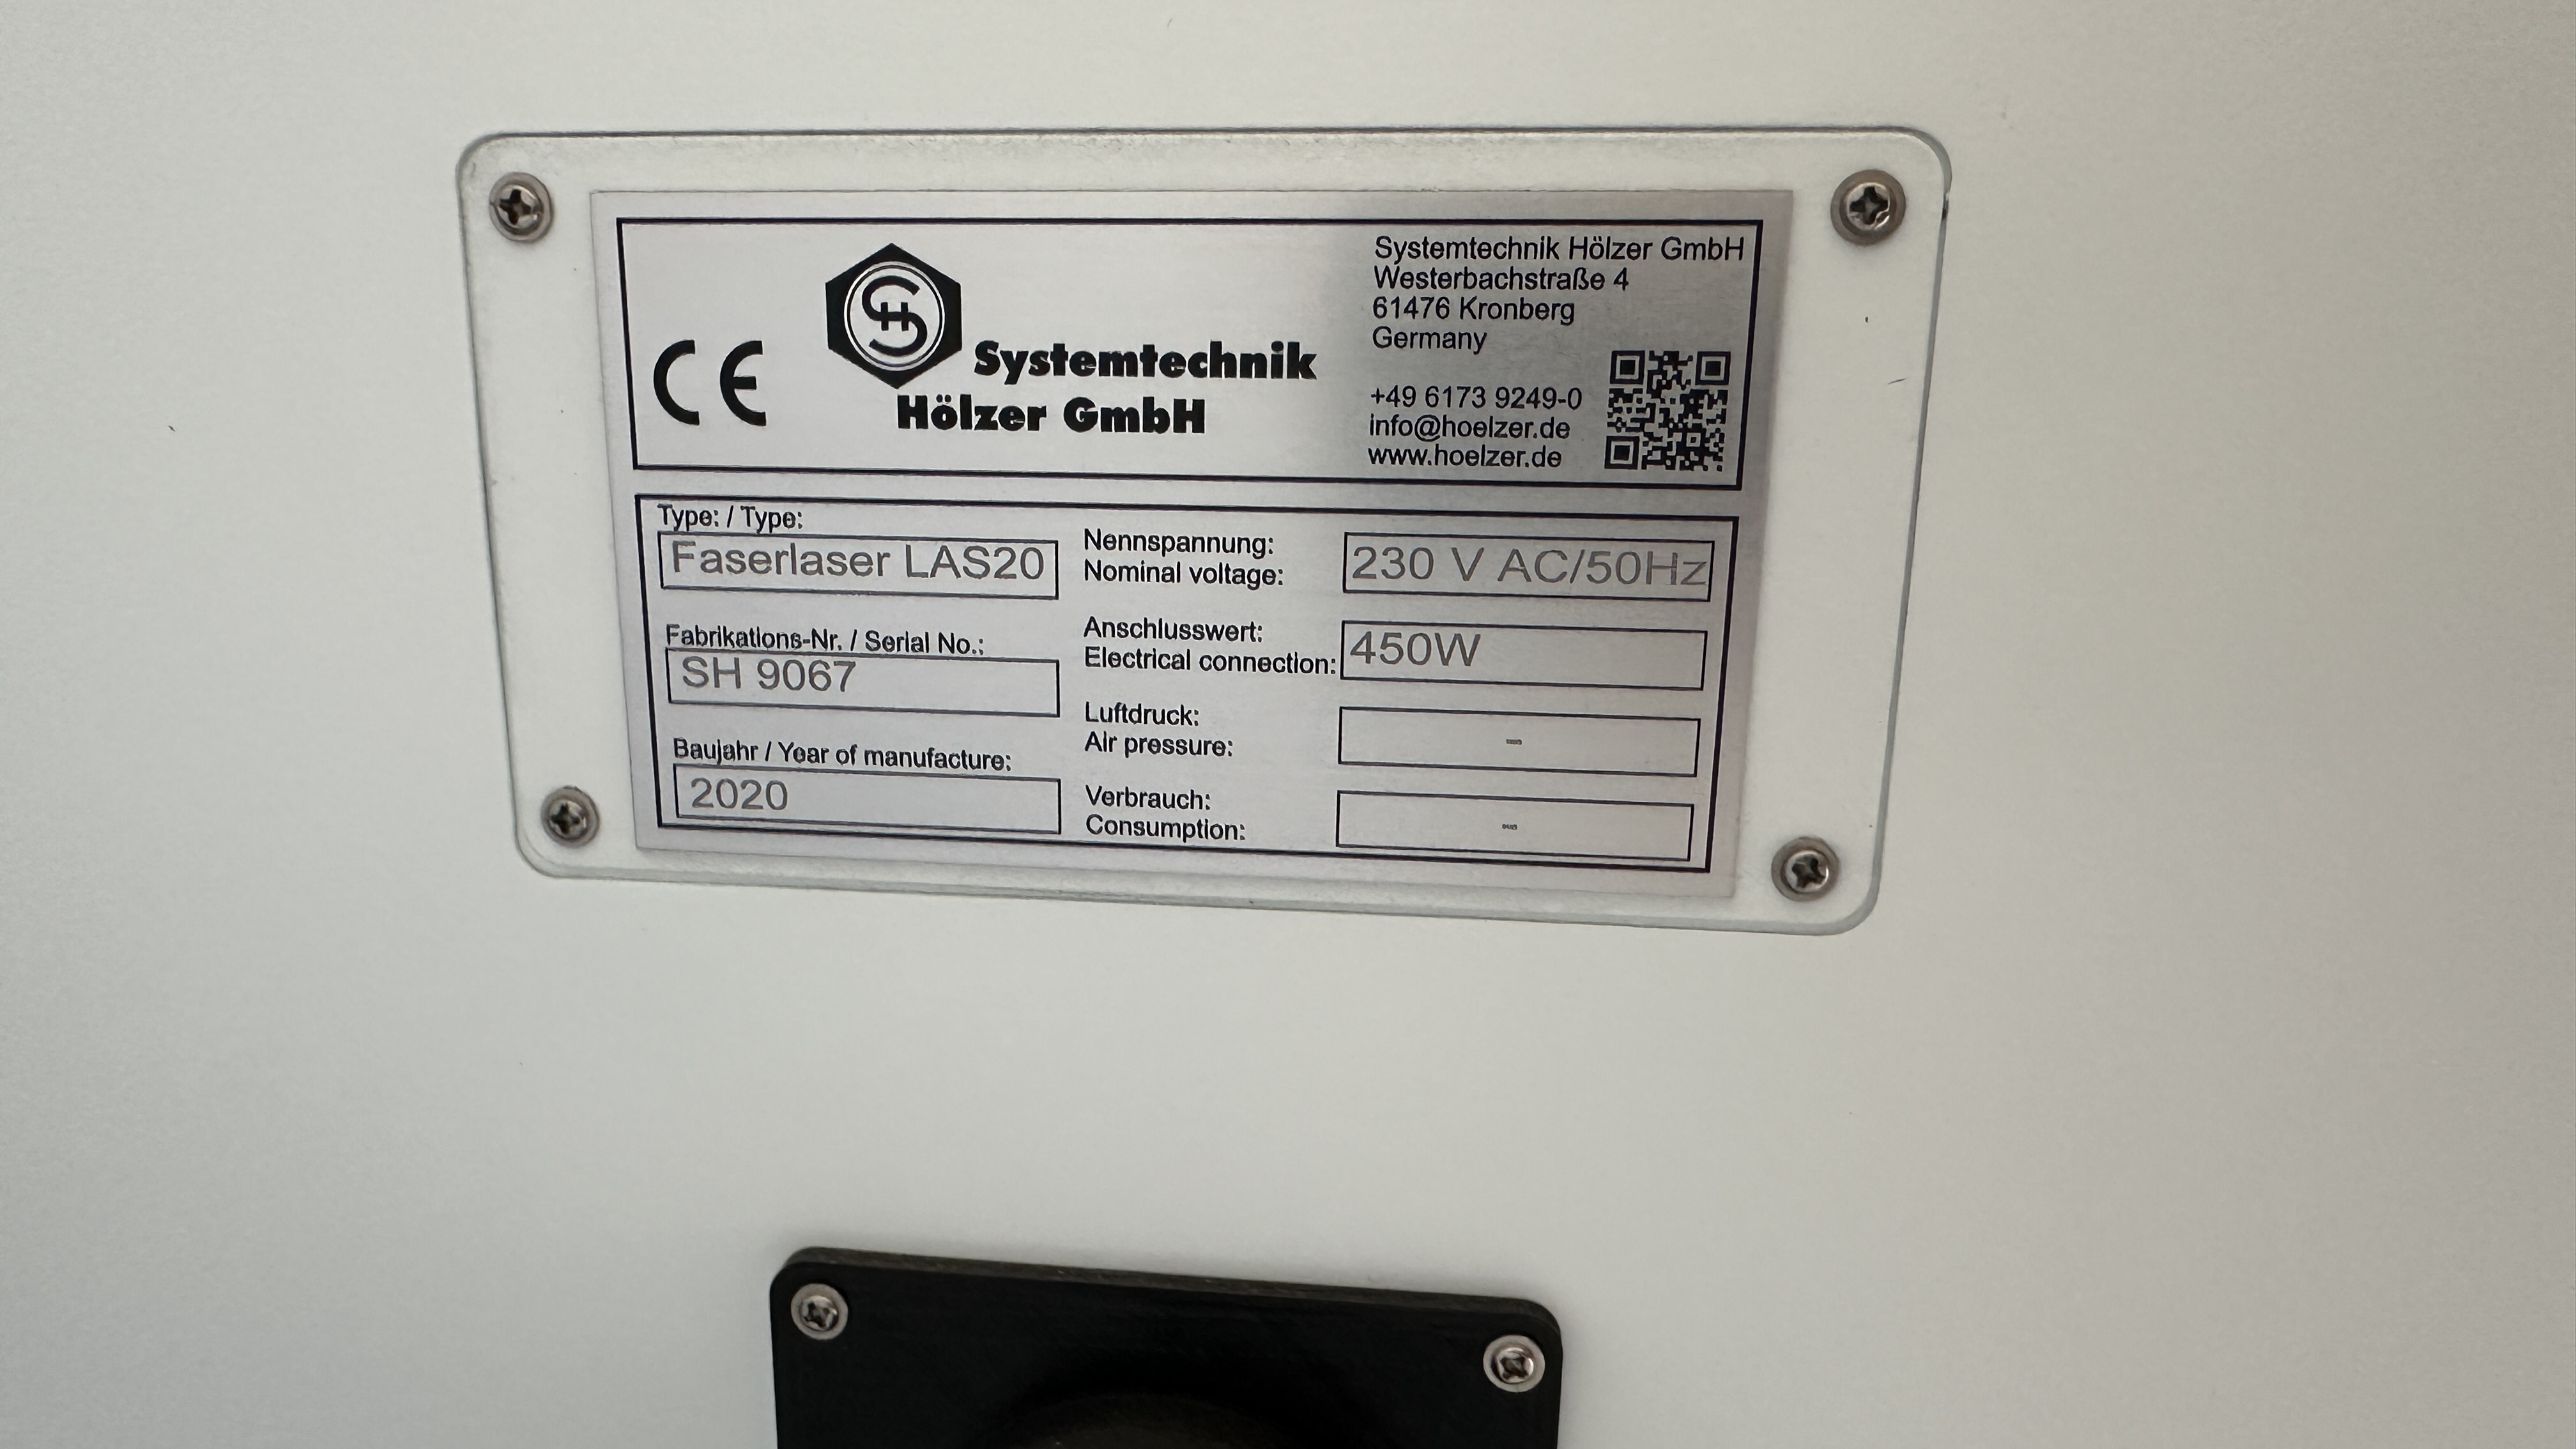 CE
SH
Systemtechnik
Hölzer GmbH
Systemtechnik Hölzer GmbH
Westerbachstraße 4
61476 Kronberg
Germany
+49 6173 9249-0
info@hoelzer.de
www.hoelzer.de
Type: / Type:
Faserlaser LAS20
Fabrikations-Nr. / Serial No.:
SH 9067
Baujahr / Year of manufacture:
2020
Nennspannung:
Nominal voltage:
230 V AC/50Hz
Anschlusswert:
Electrical connection:
450W
Luftdruck:
Air pressure:
-
Verbrauch:
Consumption:
-